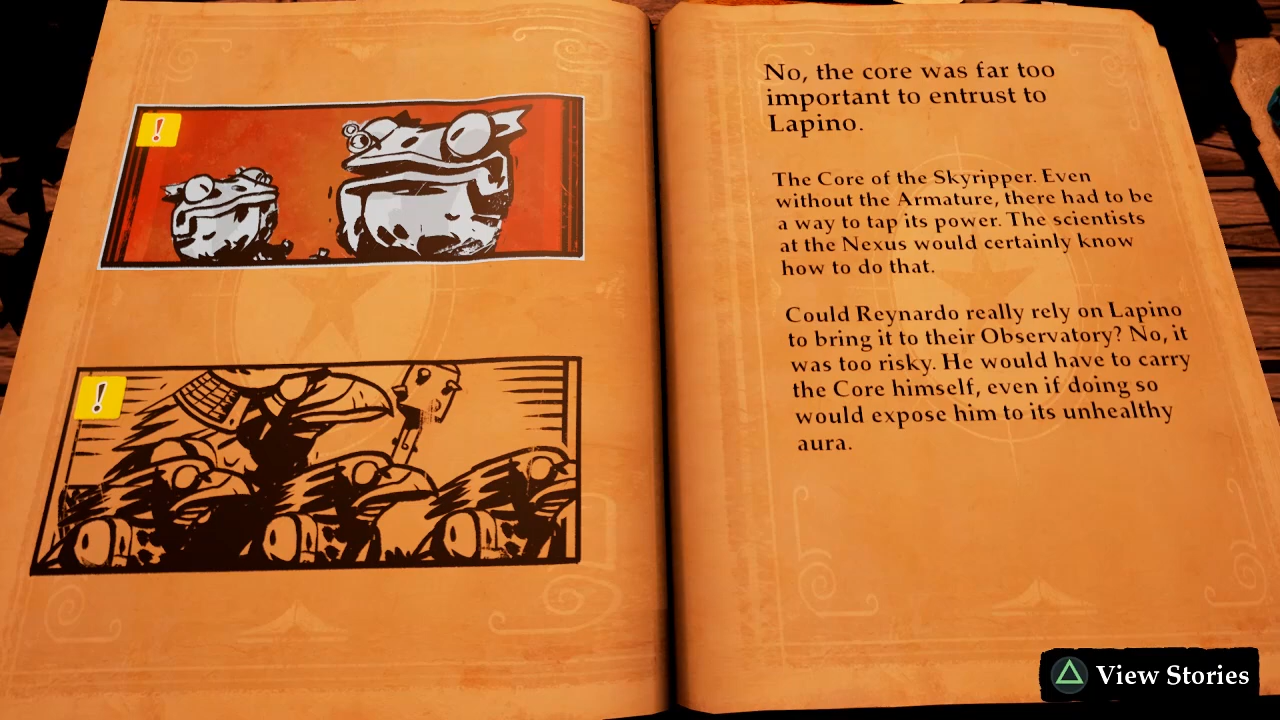 !
!
No, the core was far too
important to entrust to
Lapino.
The Core of the Skyripper. Even
without the Armature, there had to be
a way to tap its power. The scientists
at the Nexus would certainly know
how to do that.
Could Reynardo really rely on Lapino
to bring it to their Observatory? No, it
was too risky. He would have to carry
the Core himself, even if doing so
would expose him to its unhealthy
aura.
View Stories